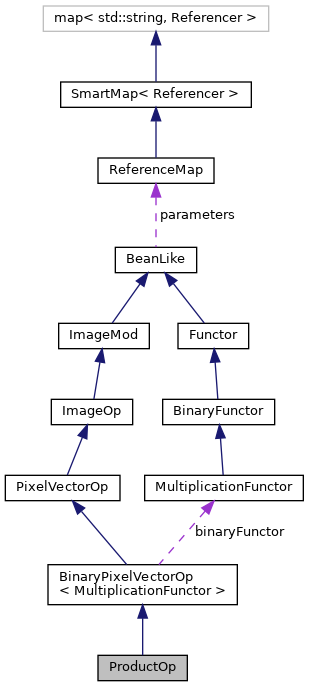 map< std::string, Referencer >
SmartMap< Referencer >
ReferenceMap
parameters
BeanLike
ImageMod
Functor
ImageOp
BinaryFunctor
PixelVectorOp
MultiplicationFunctor
binaryFunctor
BinaryPixelVectorOp
< MultiplicationFunctor >
ProductOp